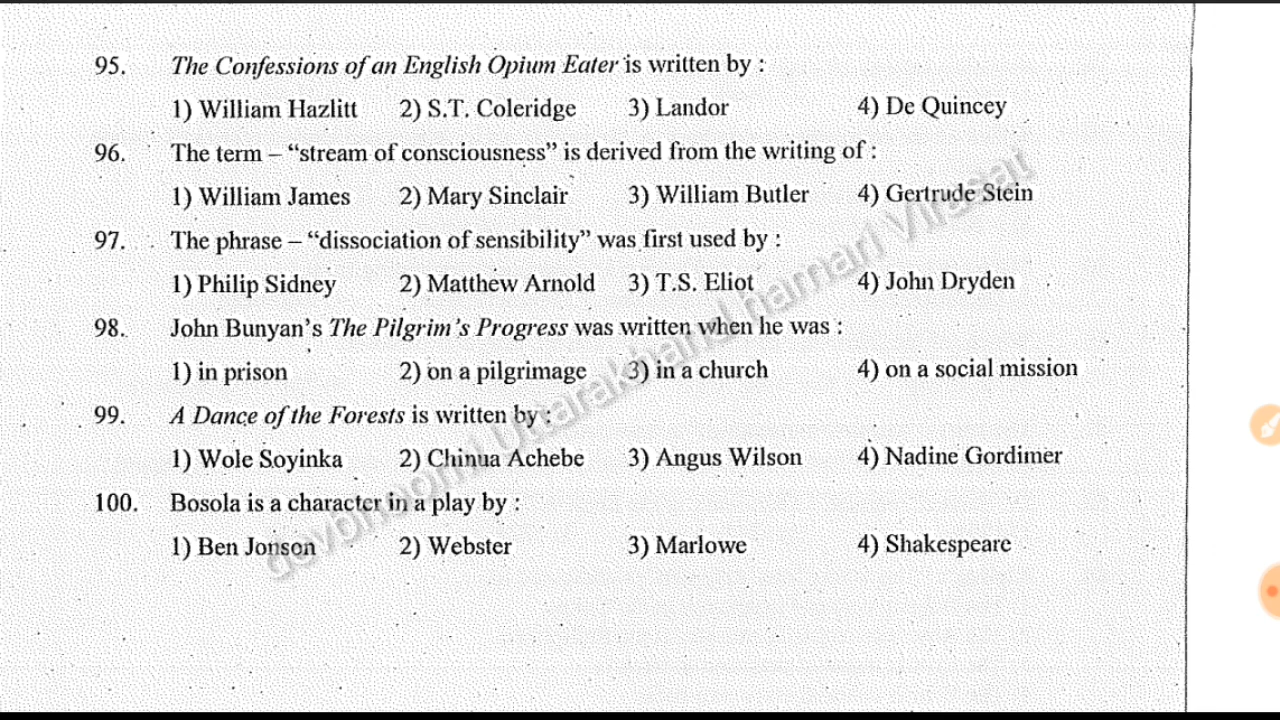 95. The Confessions of an English Opium Eater is written by :
1) William Hazlitt 2) S.T. Coleridge 3) Landor 4) De Quincey
96. The term – “stream of consciousness” is derived from the writing of :
1) William James 2) Mary Sinclair 3) William Butler 4) Gertrude Stein
97. The phrase – “dissociation of sensibility” was first used by :
1) Philip Sidney 2) Matthew Arnold 3) T.S. Eliot 4) John Dryden
98. John Bunyan’s The Pilgrim’s Progress was written when he was :
1) in prison 2) on a pilgrimage 3) in a church 4) on a social mission
99. A Dance of the Forests is written by :
1) Wole Soyinka 2) Chinua Achebe 3) Angus Wilson 4) Nadine Gordimer
100. Bosola is a character in a play by :
1) Ben Jonson 2) Webster 3) Marlowe 4) Shakespeare
devbhoomi Uttarakhand hamari Virasat